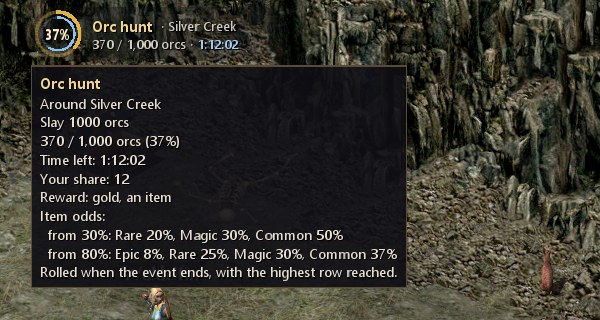 37%
Orc hunt · Silver Creek
370 / 1,000 orcs · 1:12:02
Orc hunt
Around Silver Creek
Slay 1000 orcs
370 / 1,000 orcs (37%)
Time left: 1:12:02
Your share: 12
Reward: gold, an item
Item odds:
from 30%: Rare 20%, Magic 30%, Common 50%
from 80%: Epic 8%, Rare 25%, Magic 30%, Common 37%
Rolled when the event ends, with the highest row reached.